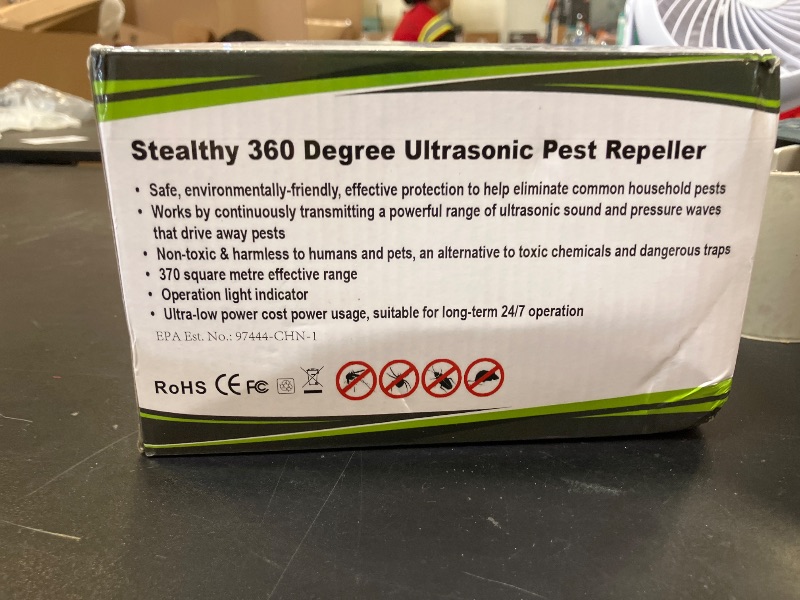 Stealthy 360 Degree Ultrasonic Pest Repeller
• Safe, environmentally-friendly, effective protection to help eliminate common household pests
• Works by continuously transmitting a powerful range of ultrasonic sound and pressure waves
that drive away pests
• Non-toxic & harmless to humans and pets, an alternative to toxic chemicals and dangerous traps
• 370 square metre effective range
• Operation light indicator
• Ultra-low power cost power usage, suitable for long-term 24/7 operation
EPA Est. No.: 97444-CHN-1
RoHS CE FC